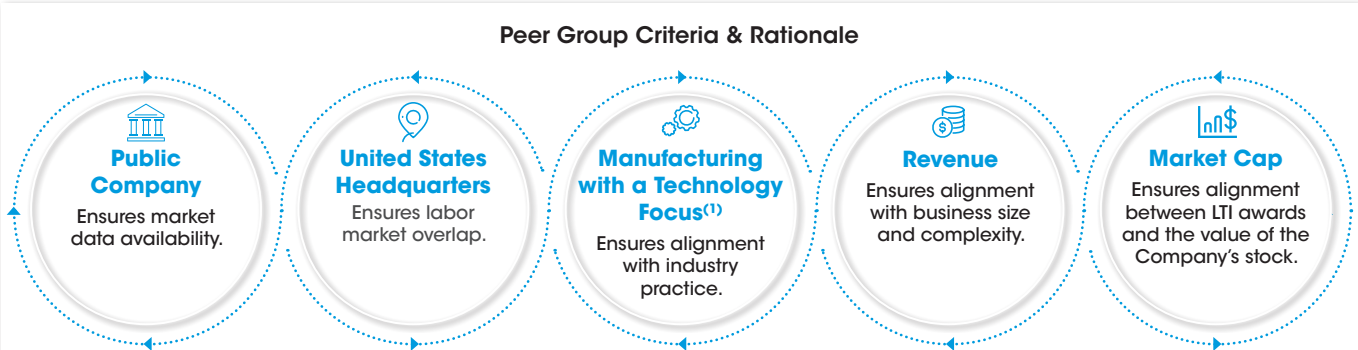 Peer Group Criteria & Rationale
Public
Company
Ensures market
data availability.
United States
Headquarters
Ensures labor
market overlap.
Manufacturing
with a Technology
Focus(1)
Ensures alignment
with industry
practice.
$
Revenue
Ensures alignment
with business size
and complexity.
$
Market Cap
Ensures alignment
between LTI awards
and the value of the
Company's stock.